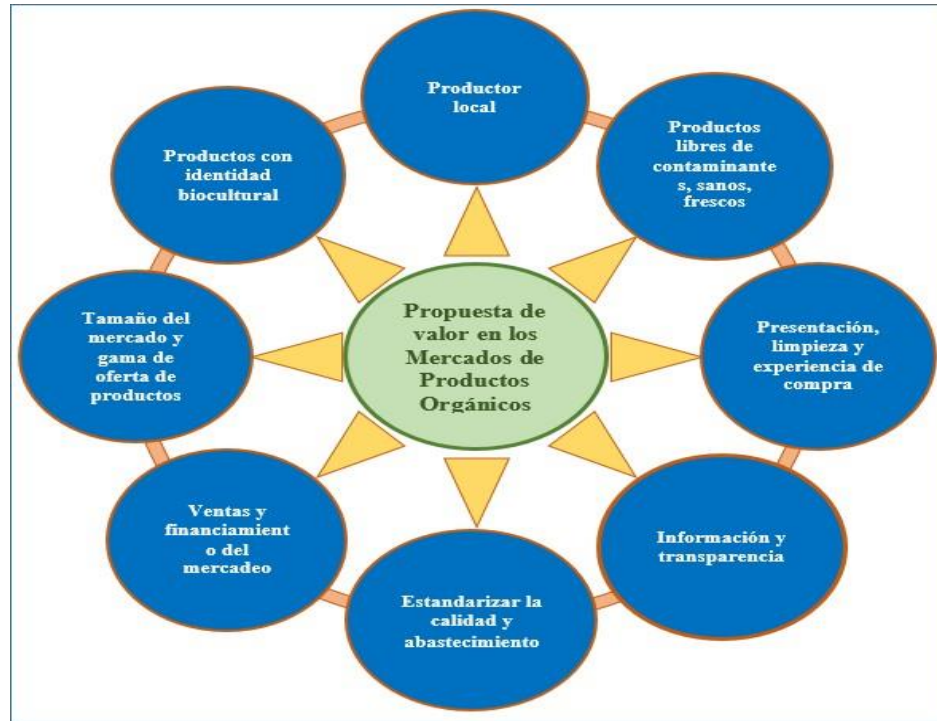 Productor
local
Productos
libres de
contaminante
s, sanos,
frescos
Presentación,
limpieza y
experiencia de
compra
Información y
transparencia
Estandarizar la
calidad y
abastecimiento
Ventas y
financiamient
o del
mercadeo
Tamaño del
mercado y
gama de
oferta de
productos
Productos con
identidad
biocultural
Propuesta de
valor en los
Mercados de
Productos
Orgánicos